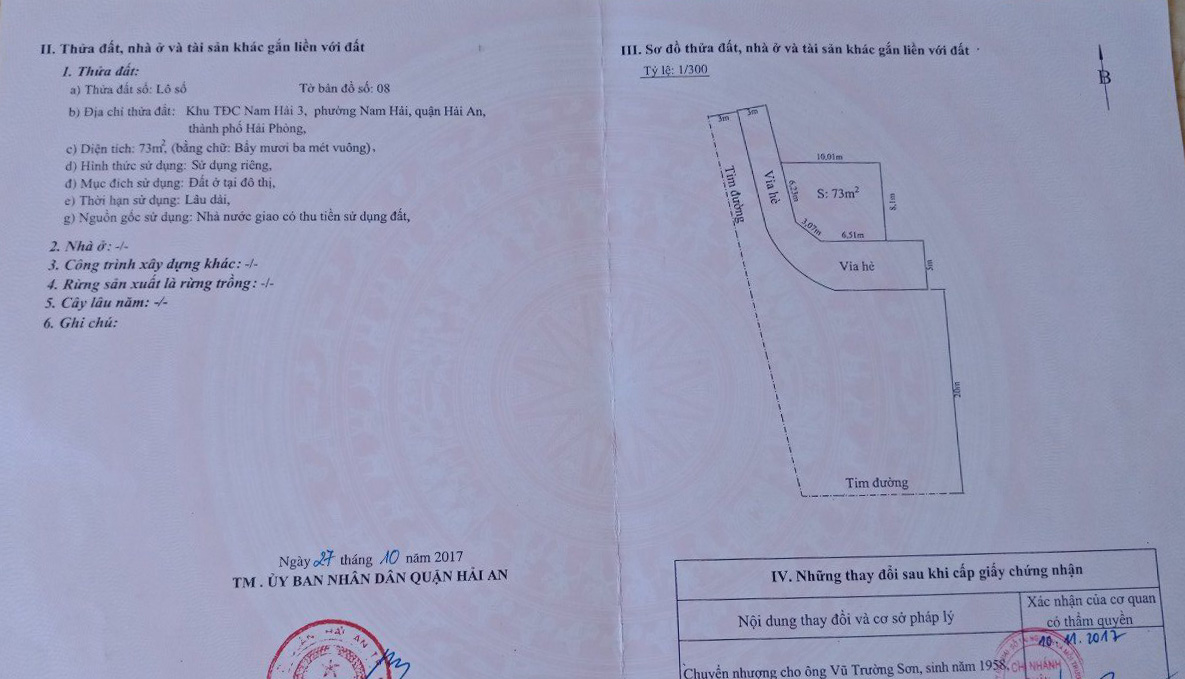 II. Thửa đất, nhà ở và tài sản khác gắn liền với đất
1. Thửa đất:
a) Thửa đất số: Lô số Tờ bản đồ số: 08
b) Địa chỉ thửa đất: Khu TĐC Nam Hải 3, phường Nam Hải, quận Hải An,
thành phố Hải Phòng,
c) Diện tích: 73m², (bằng chữ: Bẩy mươi ba mét vuông),
d) Hình thức sử dụng: Sử dụng riêng,
đ) Mục đích sử dụng: Đất ở tại đô thị,
e) Thời hạn sử dụng: Lâu dài,
g) Nguồn gốc sử dụng: Nhà nước giao có thu tiền sử dụng đất,
2. Nhà ở: -/-
3. Công trình xây dựng khác: -/-
4. Rừng sản xuất là rừng trồng: -/-
5. Cây lâu năm: -/-
6. Ghi chú:
Ngày 27 tháng 10 năm 2017
TM . ỦY BAN NHÂN DÂN QUẬN HẢI AN
III. Sơ đồ thửa đất, nhà ở và tài sản khác gắn liền với đất
Tỷ lệ: 1/300
B
3m
3m
Tim đường
Vỉa hè
10,01m
6,23m
S: 73m²
8,1m
3,07m
6,51m
Vỉa hè
5m
20m
Tim đường
IV. Những thay đổi sau khi cấp giấy chứng nhận
Nội dung thay đổi và cơ sở pháp lý
Xác nhận của cơ quan
có thẩm quyền
10.11.2017
Chuyển nhượng cho ông Vũ Trường Sơn, sinh năm 1958,
CHI NHÁNH